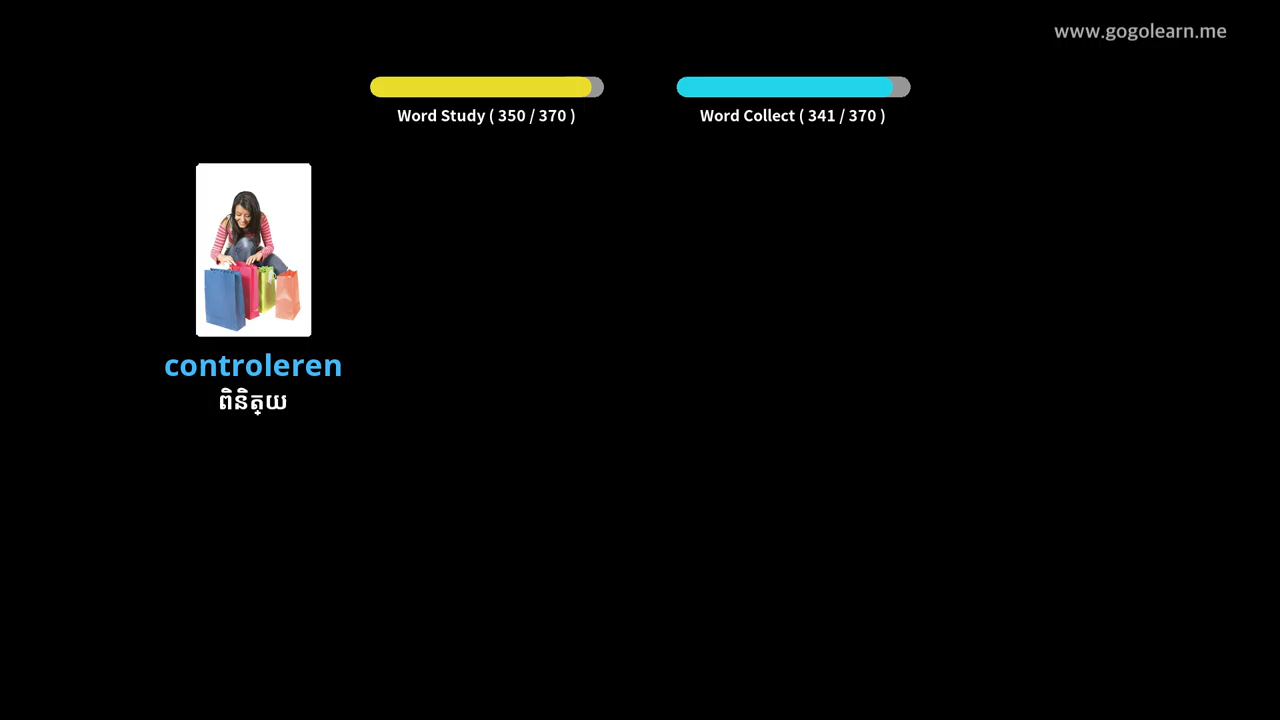 www.gogolearn.me
Word Study ( 350 / 370 )
Word Collect ( 341 / 370 )
controleren
ពិនិត្យ